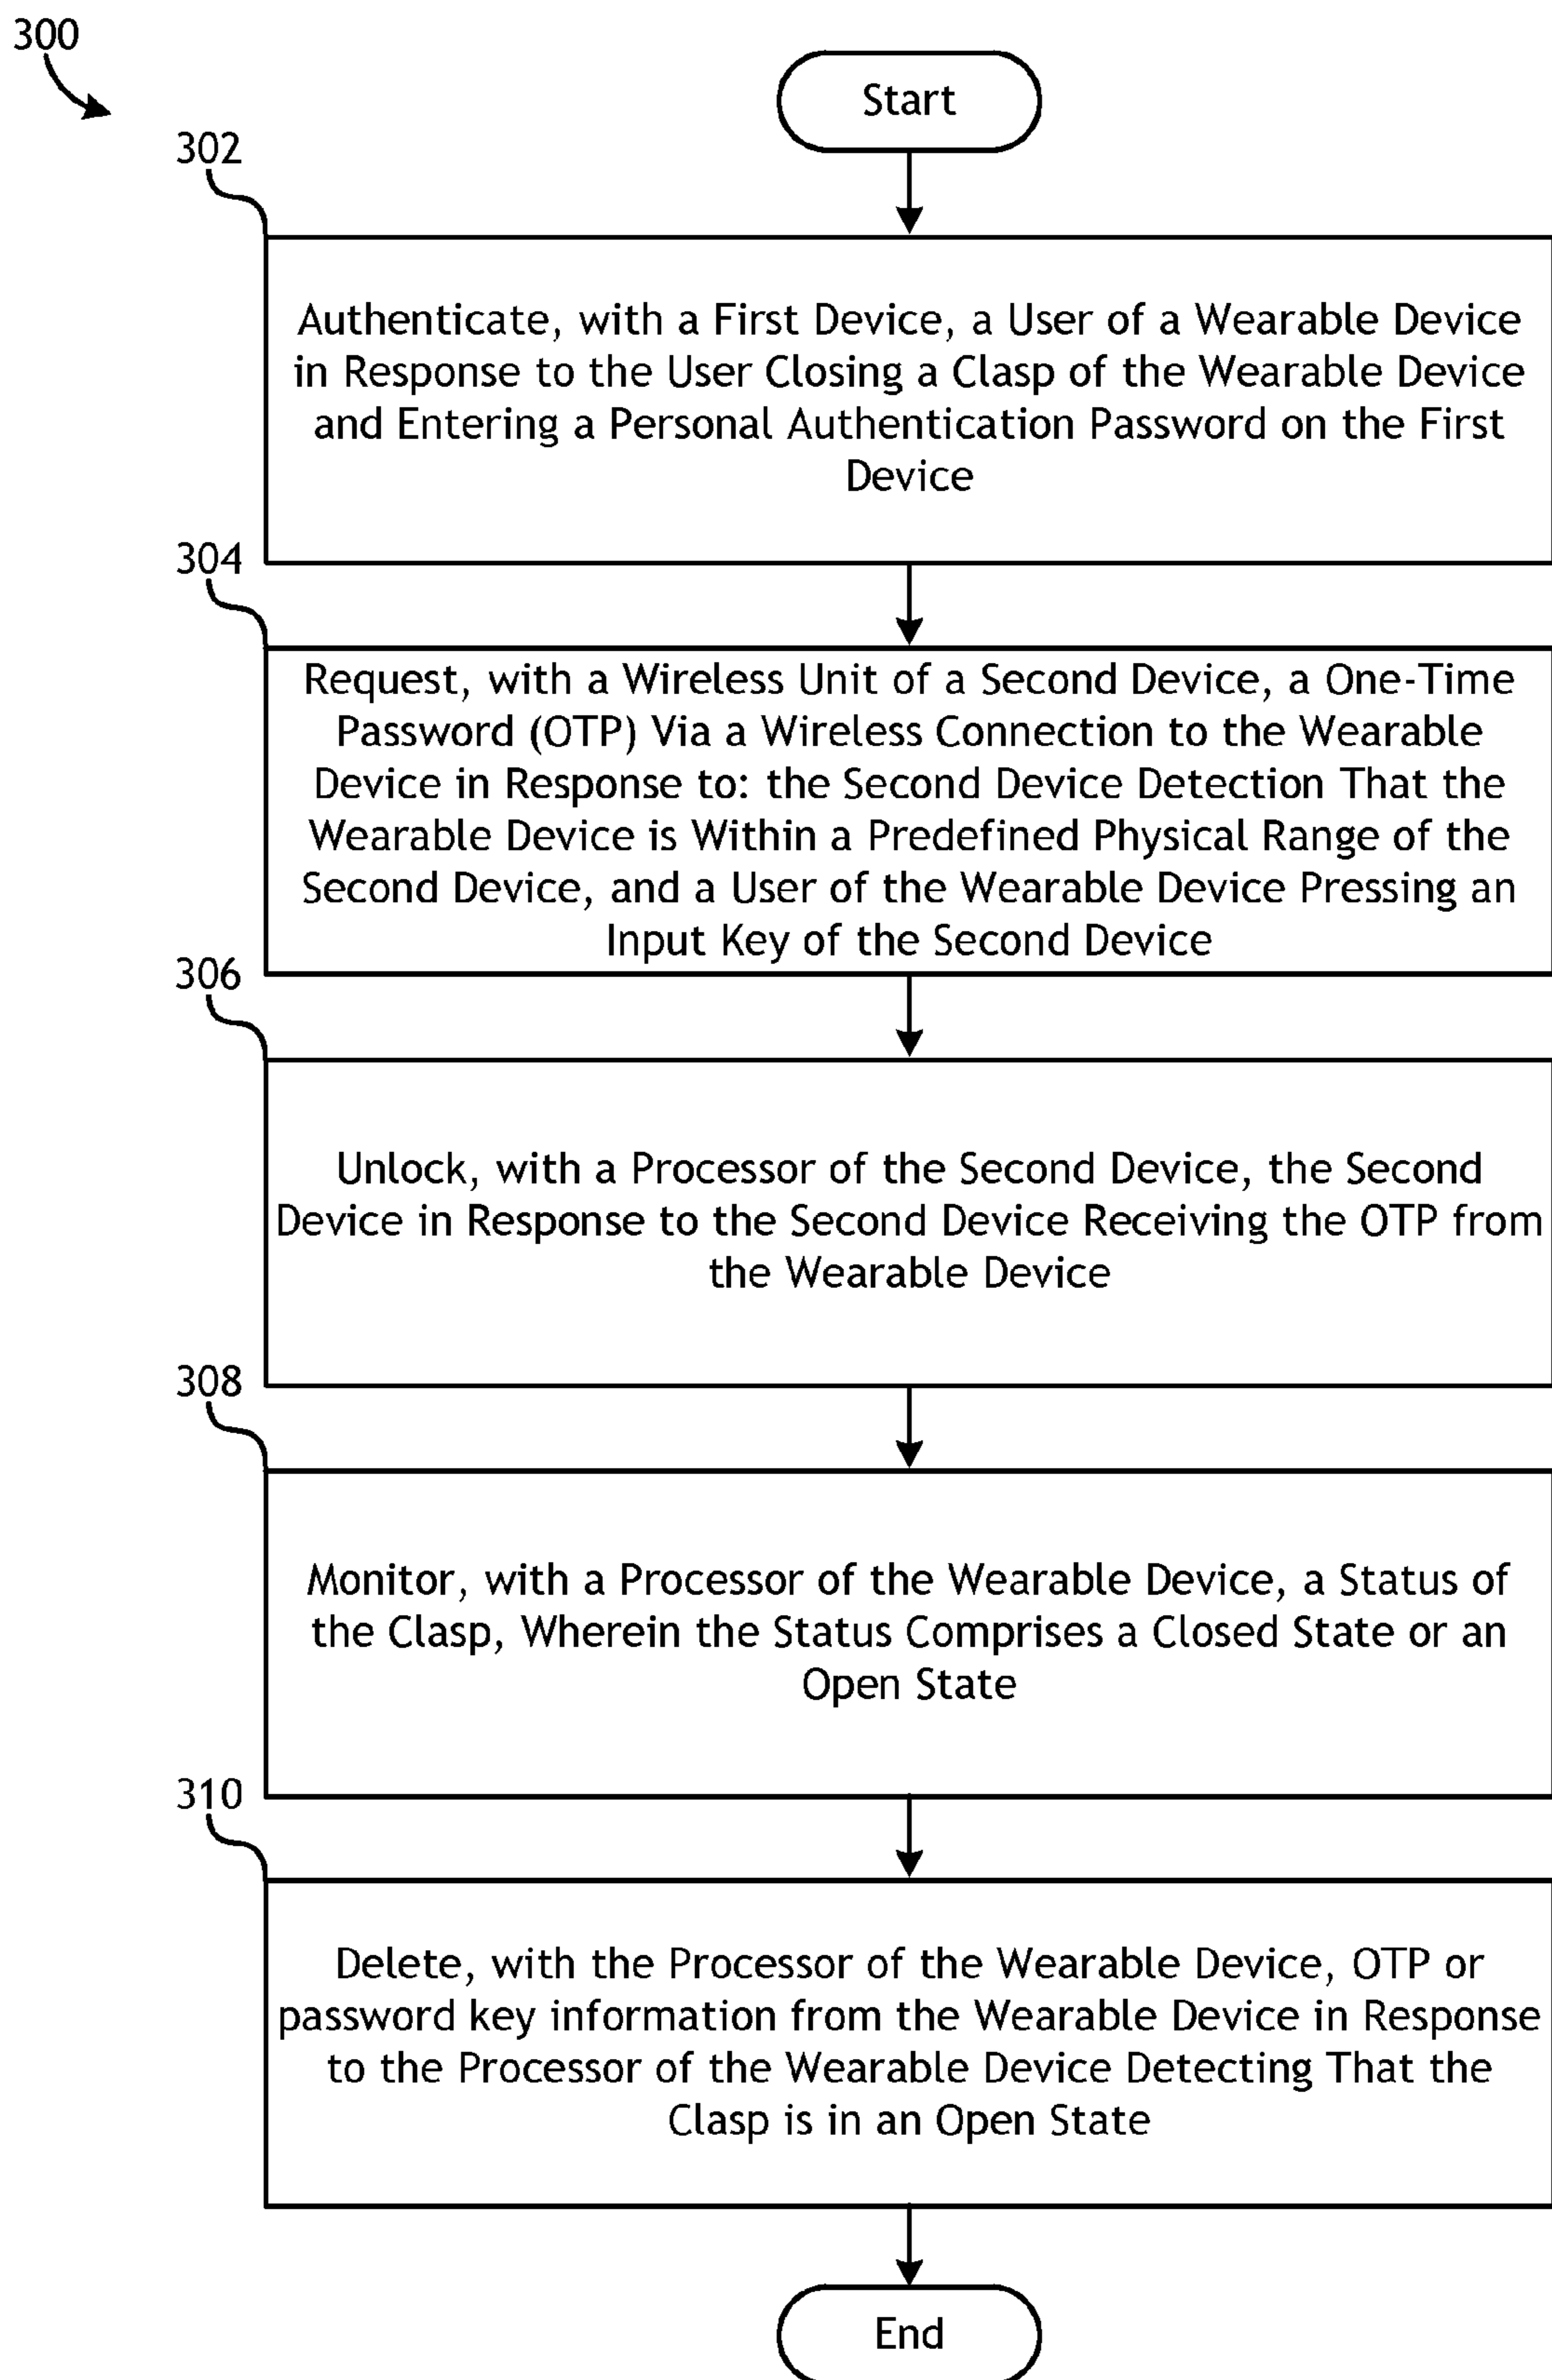 300
Start
302
Authenticate, with a First Device, a User of a Wearable Device
in Response to the User Closing a Clasp of the Wearable Device
and Entering a Personal Authentication Password on the First
Device
304
Request, with a Wireless Unit of a Second Device, a One-Time
Password (OTP) Via a Wireless Connection to the Wearable
Device in Response to: the Second Device Detection That the
Wearable Device is Within a Predefined Physical Range of the
Second Device, and a User of the Wearable Device Pressing an
Input Key of the Second Device
306
Unlock, with a Processor of the Second Device, the Second
Device in Response to the Second Device Receiving the OTP from
the Wearable Device
308
Monitor, with a Processor of the Wearable Device, a Status of
the Clasp, Wherein the Status Comprises a Closed State or an
Open State
310
Delete, with the Processor of the Wearable Device, OTP or
password key information from the Wearable Device in Response
to the Processor of the Wearable Device Detecting That the
Clasp is in an Open State
End